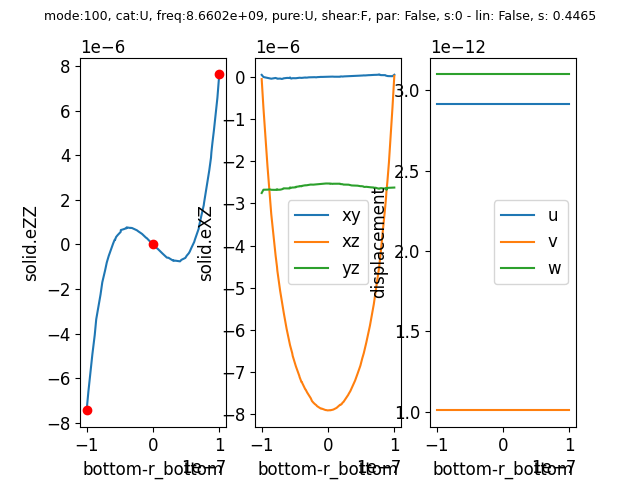 mode:100, cat:U, freq:8.6602e+09, pure:U, shear:F, par: False, s:0 - lin: False, s: 0.4465
1e−6
8
6
4
2
0
−2
−4
−6
−8
solid.eZZ
−1
0
1
1e−7
bottom-r_bottom
1e−6
0
−1
−2
−3
−4
−5
−6
−7
−8
solid.eXZ
xy
xz
yz
−1
0
1
1e−7
bottom-r_bottom
1e−12
3.0
2.5
2.0
1.5
1.0
displacement
u
v
w
−1
0
1
1e−7
bottom-r_bottom